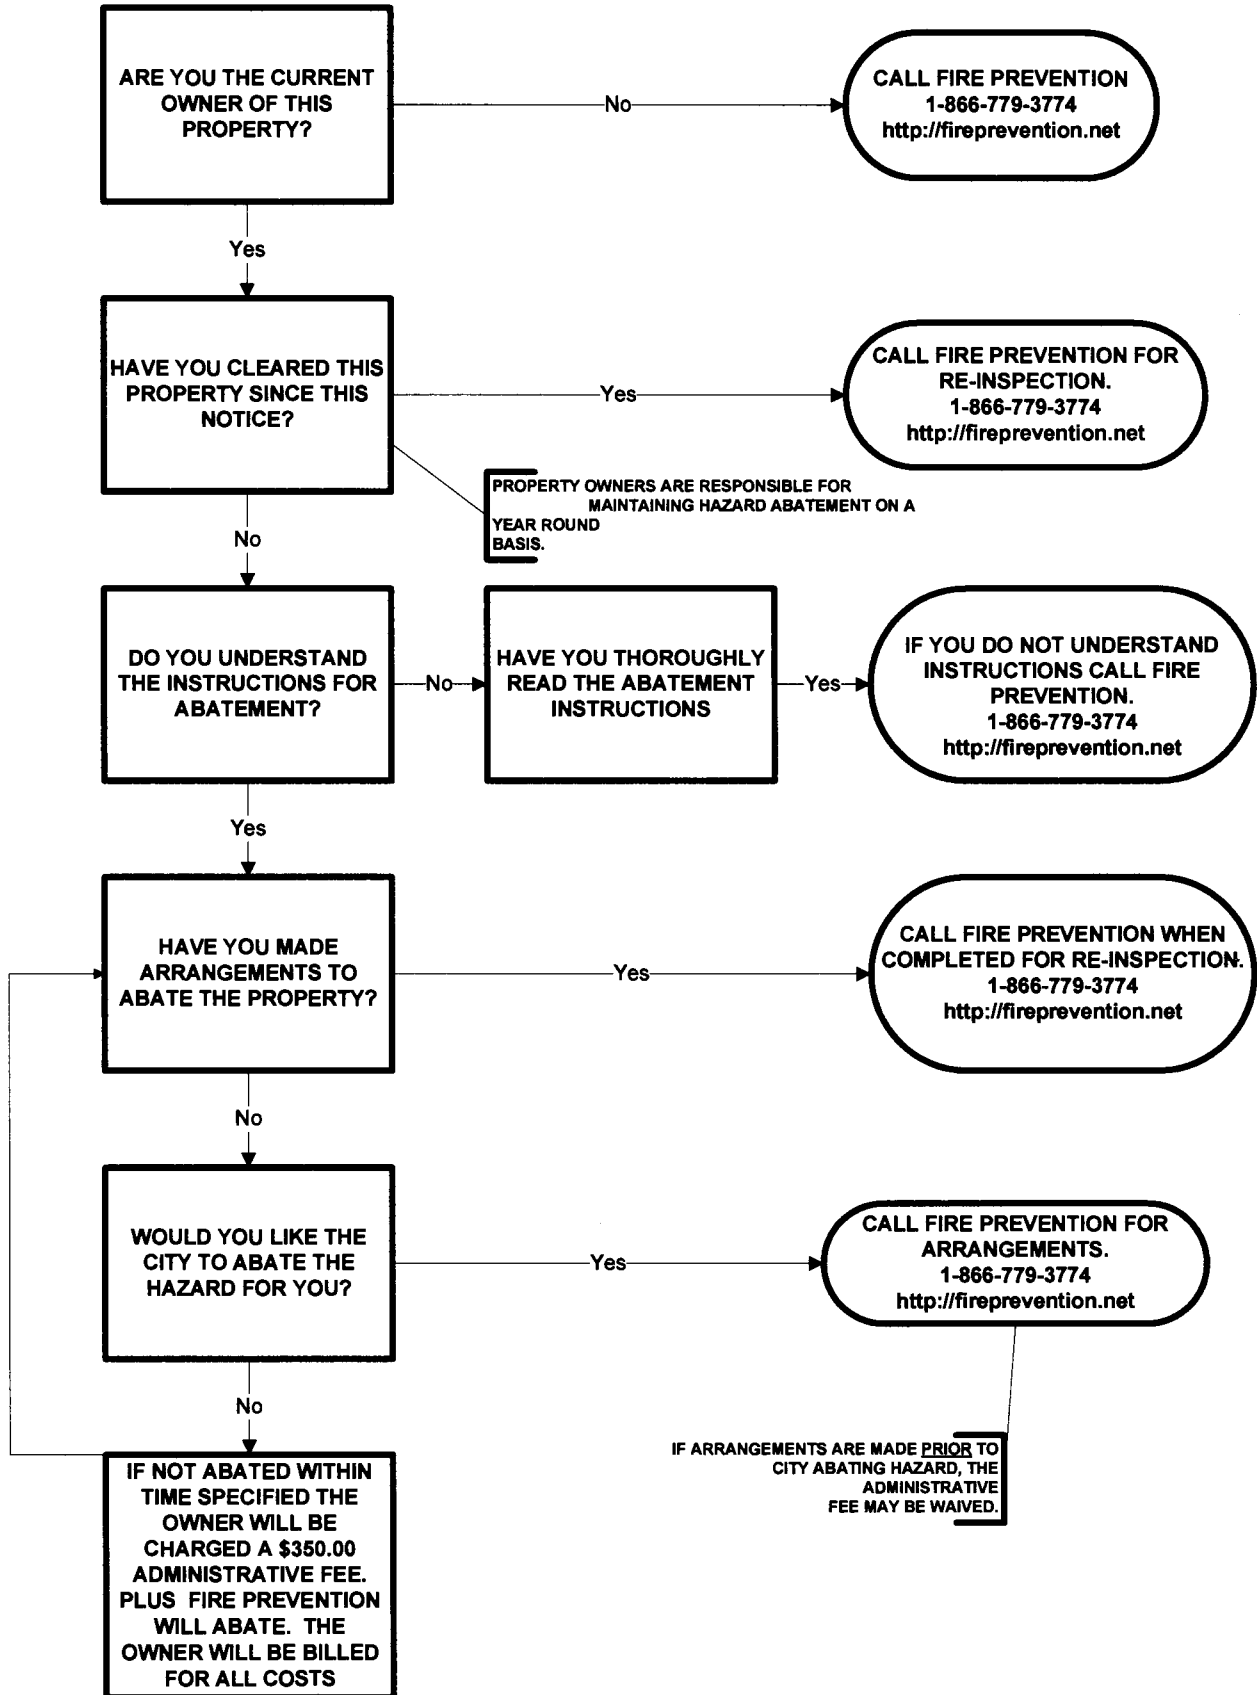 ARE YOU THE CURRENT
OWNER OF THIS
PROPERTY?
No
CALL FIRE PREVENTION
1-866-779-3774
http://fireprevention.net
Yes
HAVE YOU CLEARED THIS
PROPERTY SINCE THIS
NOTICE?
Yes
CALL FIRE PREVENTION FOR
RE-INSPECTION.
1-866-779-3774
http://fireprevention.net
PROPERTY OWNERS ARE RESPONSIBLE FOR
MAINTAINING HAZARD ABATEMENT ON A
YEAR ROUND
BASIS.
No
DO YOU UNDERSTAND
THE INSTRUCTIONS FOR
ABATEMENT?
No
HAVE YOU THOROUGHLY
READ THE ABATEMENT
INSTRUCTIONS
Yes
IF YOU DO NOT UNDERSTAND
INSTRUCTIONS CALL FIRE
PREVENTION.
1-866-779-3774
http://fireprevention.net
Yes
HAVE YOU MADE
ARRANGEMENTS TO
ABATE THE PROPERTY?
Yes
CALL FIRE PREVENTION WHEN
COMPLETED FOR RE-INSPECTION.
1-866-779-3774
http://fireprevention.net
No
WOULD YOU LIKE THE
CITY TO ABATE THE
HAZARD FOR YOU?
Yes
CALL FIRE PREVENTION FOR
ARRANGEMENTS.
1-866-779-3774
http://fireprevention.net
No
IF ARRANGEMENTS ARE MADE PRIOR TO
CITY ABATING HAZARD, THE
ADMINISTRATIVE
FEE MAY BE WAIVED.
IF NOT ABATED WITHIN
TIME SPECIFIED THE
OWNER WILL BE
CHARGED A $350.00
ADMINISTRATIVE FEE.
PLUS FIRE PREVENTION
WILL ABATE. THE
OWNER WILL BE BILLED
FOR ALL COSTS